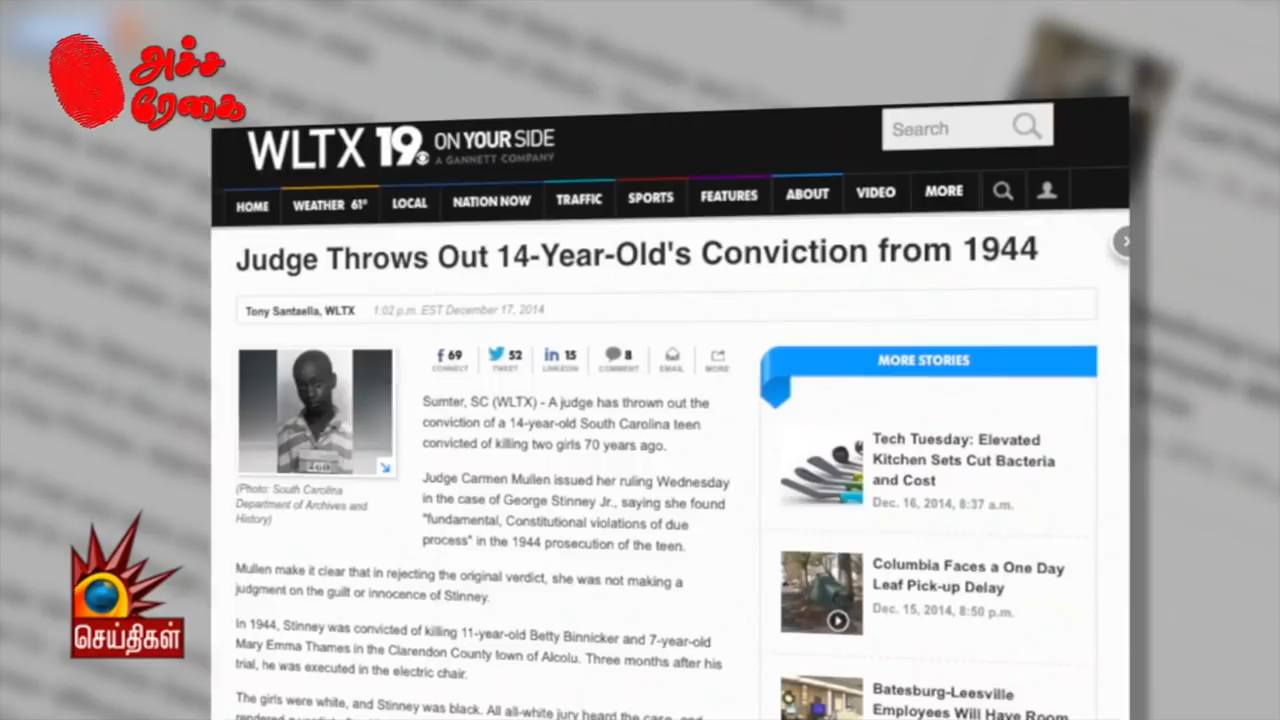 அச்ச
ரேகை
WLTX 19 ON YOUR SIDE
A GANNETT COMPANY
Search
HOME WEATHER 61° LOCAL NATION NOW TRAFFIC SPORTS FEATURES ABOUT VIDEO MORE
Judge Throws Out 14-Year-Old's Conviction from 1944
Tony Santaella, WLTX 1:02 p.m. EST December 17, 2014
69 52 in 15 8
CONNECT TWEET LINKEDIN COMMENT EMAIL MORE
460
(Photo: South Carolina
Department of Archives and
History)
Sumter, SC (WLTX) - A judge has thrown out the
conviction of a 14-year-old South Carolina teen
convicted of killing two girls 70 years ago.
Judge Carmen Mullen issued her ruling Wednesday
in the case of George Stinney Jr., saying she found
"fundamental, Constitutional violations of due
process" in the 1944 prosecution of the teen.
Mullen make it clear that in rejecting the original verdict, she was not making a
judgment on the guilt or innocence of Stinney.
In 1944, Stinney was convicted of killing 11-year-old Betty Binnicker and 7-year-old
Mary Emma Thames in the Clarendon County town of Alcolu. Three months after his
trial, he was executed in the electric chair.
The girls were white, and Stinney was black. All all-white jury heard the case, and
MORE STORIES
Tech Tuesday: Elevated
Kitchen Sets Cut Bacteria
and Cost
Dec. 16, 2014, 8:37 a.m.
Columbia Faces a One Day
Leaf Pick-up Delay
Dec. 15, 2014, 8:50 p.m.
Batesburg-Leesville
Employees Will Have Room
செய்திகள்